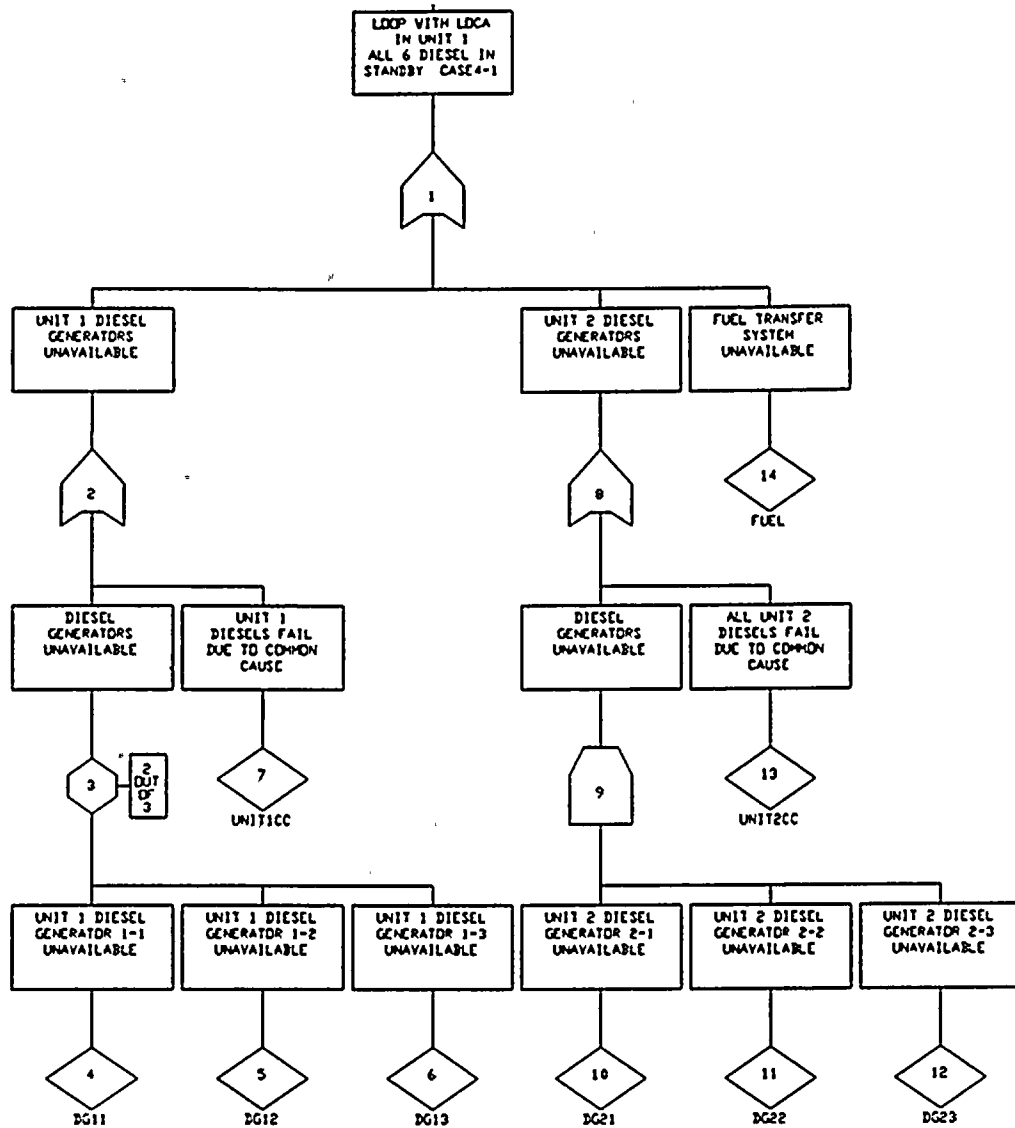 LOOP WITH LOCA
IN UNIT 1
ALL 6 DIESEL IN
STANDBY CASE4-1
1
UNIT 1 DIESEL
GENERATORS
UNAVAILABLE
UNIT 2 DIESEL
GENERATORS
UNAVAILABLE
FUEL TRANSFER
SYSTEM
UNAVAILABLE
2
8
14
FUEL
DIESEL
GENERATORS
UNAVAILABLE
UNIT 1
DIESELS FAIL
DUE TO COMMON
CAUSE
DIESEL
GENERATORS
UNAVAILABLE
ALL UNIT 2
DIESELS FAIL
DUE TO COMMON
CAUSE
3
2
OUT
OF
3
7
UNIT1CC
9
13
UNIT2CC
UNIT 1 DIESEL
GENERATOR 1-1
UNAVAILABLE
UNIT 1 DIESEL
GENERATOR 1-2
UNAVAILABLE
UNIT 1 DIESEL
GENERATOR 1-3
UNAVAILABLE
UNIT 2 DIESEL
GENERATOR 2-1
UNAVAILABLE
UNIT 2 DIESEL
GENERATOR 2-2
UNAVAILABLE
UNIT 2 DIESEL
GENERATOR 2-3
UNAVAILABLE
4
DG11
5
DG12
6
DG13
10
DG21
11
DG22
12
DG23